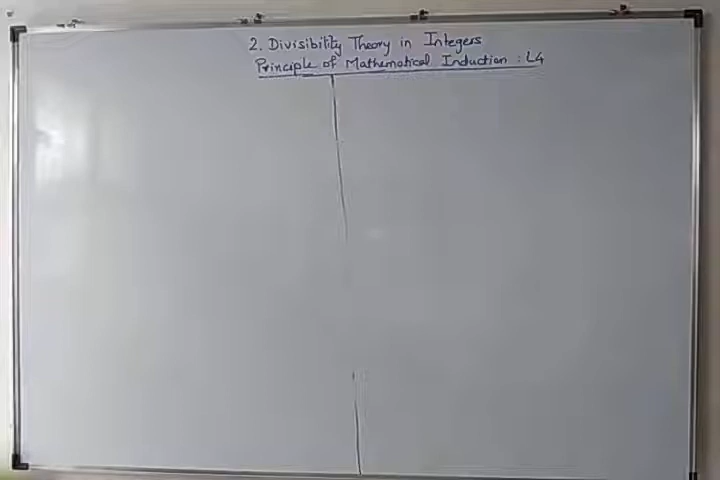 2. Divisibility Theory in Integers
Principle of Mathematical Induction : L4